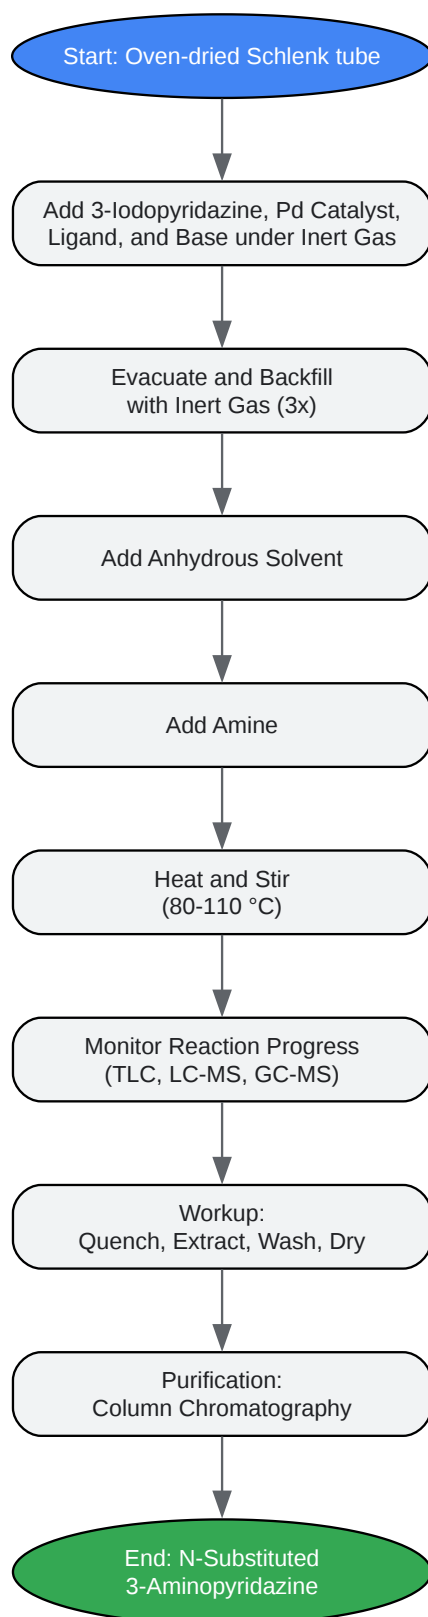 Start: Oven-dried Schlenk tube
Add 3-Iodopyridazine, Pd Catalyst,
Ligand, and Base under Inert Gas
Evacuate and Backfill
with Inert Gas (3x)
Add Anhydrous Solvent
Add Amine
Heat and Stir
(80-110 °C)
Monitor Reaction Progress
(TLC, LC-MS, GC-MS)
Workup:
Quench, Extract, Wash, Dry
Purification:
Column Chromatography
End: N-Substituted
3-Aminopyridazine